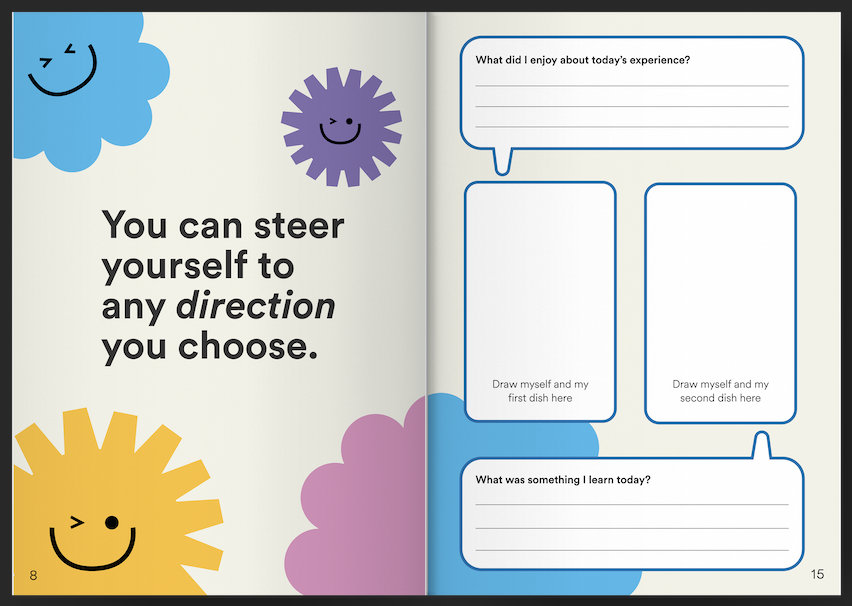 You can steer
yourself to
any direction
you choose.
8
What did I enjoy about today's experience?
Draw myself and my
first dish here
Draw myself and my
second dish here
What was something I learn today?
15